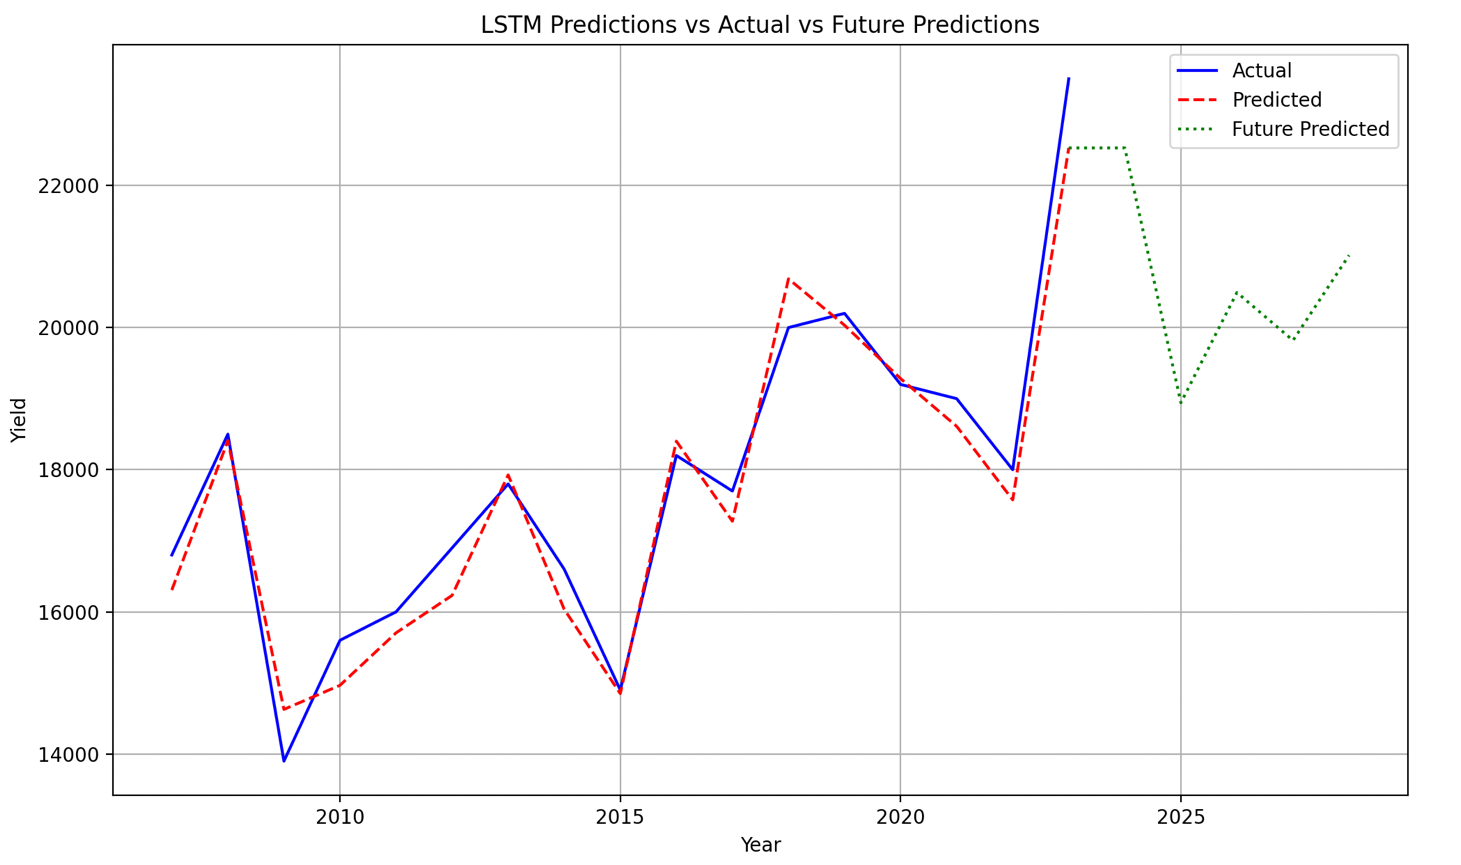 LSTM Predictions vs Actual vs Future Predictions
Actual
Predicted
Future Predicted
Yield
22000
20000
18000
16000
14000
2010
2015
2020
2025
Year